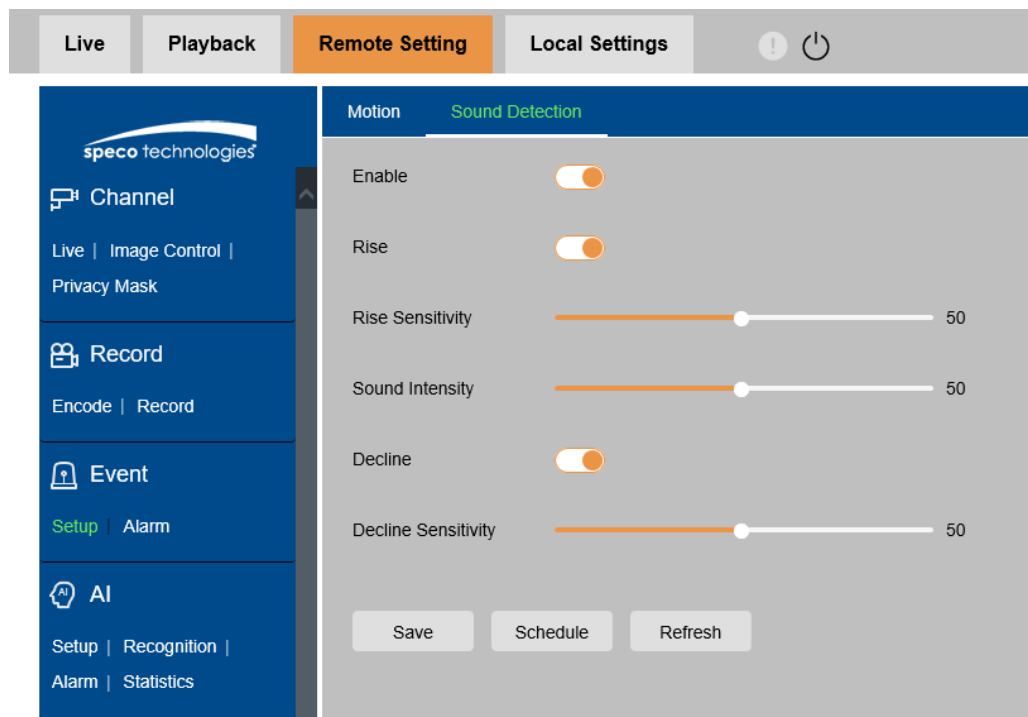 Live Playback Remote Setting Local Settings
speco technologies
Channel
Live | Image Control |
Privacy Mask
Record
Encode | Record
Event
Setup | Alarm
AI
AI
Setup | Recognition |
Alarm | Statistics
Motion Sound Detection
Enable
Rise
Rise Sensitivity 50
Sound Intensity 50
Decline
Decline Sensitivity 50
Save Schedule Refresh